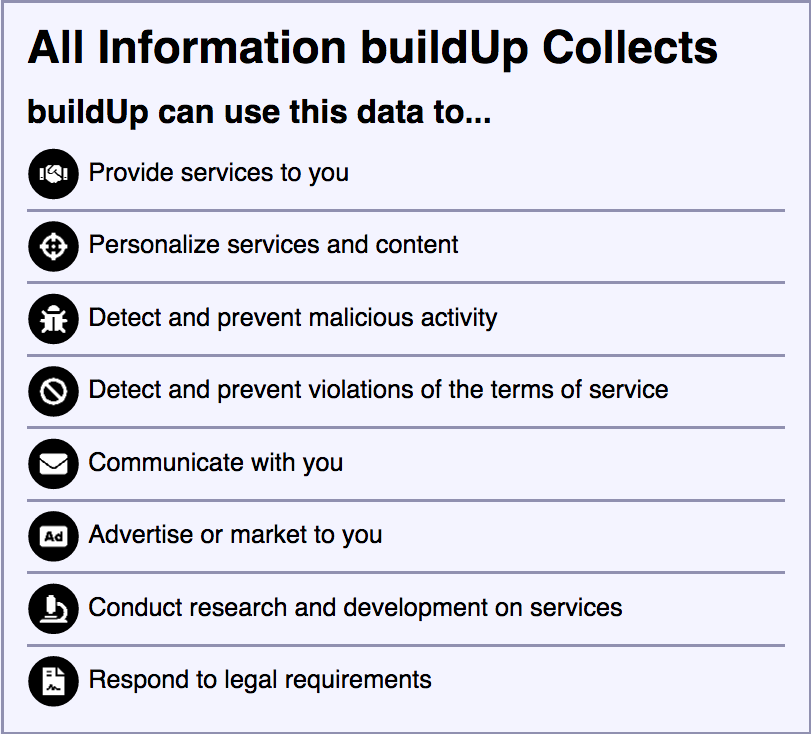 All Information buildUp Collects
buildUp can use this data to...
Provide services to you
Personalize services and content
Detect and prevent malicious activity
Detect and prevent violations of the terms of service
Communicate with you
Ad Advertise or market to you
Conduct research and development on services
Respond to legal requirements